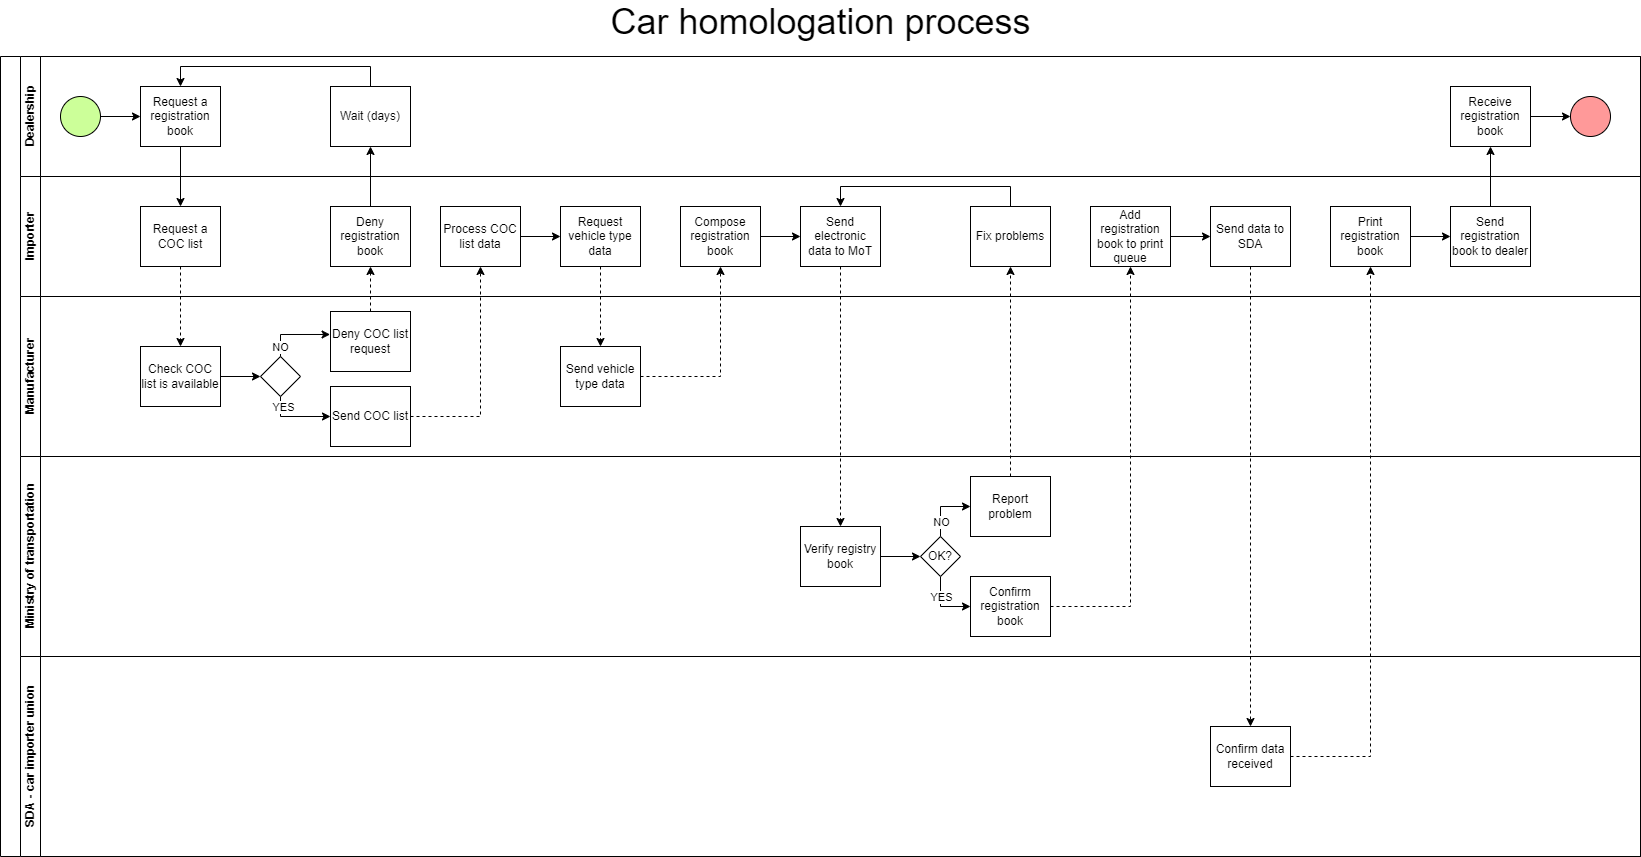 Car homologation process
Dealership
Request a
registration
book
Wait (days)
Receive
registration
book
Importer
Request a
COC list
Deny
registration
book
Process COC
list data
Request
vehicle type
data
Compose
registration
book
Send
electronic
data to MoT
Fix problems
Add
registration
book to print
queue
Send data to
SDA
Print
registration
book
Send
registration
book to dealer
Manufacturer
Check COC
list is available
NO
YES
Deny COC list
request
Send COC list
Send vehicle
type data
Ministry of transportation
Verify registry
book
OK?
NO
YES
Report
problem
Confirm
registration
book
SDA - car importer union
Confirm data
received